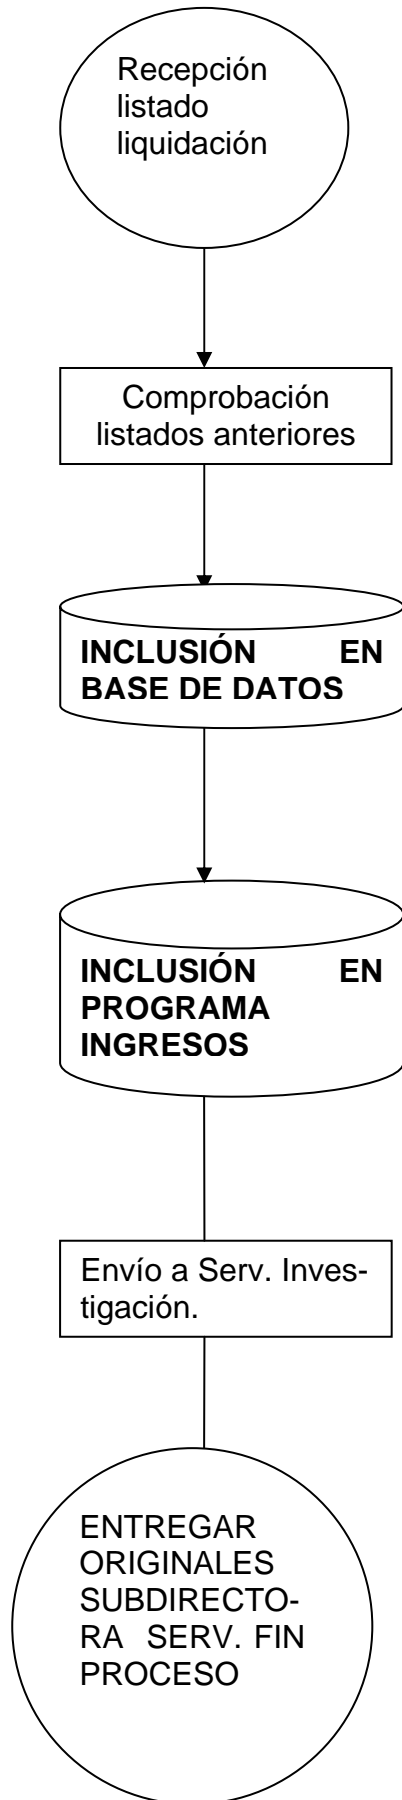 Recepción
listado
liquidación
Comprobación
listados anteriores
INCLUSIÓN EN
BASE DE DATOS
INCLUSIÓN EN
PROGRAMA
INGRESOS
Envío a Serv. Inves-
tigación.
ENTREGAR
ORIGINALES
SUBDIRECTO-
RA SERV. FIN
PROCESO